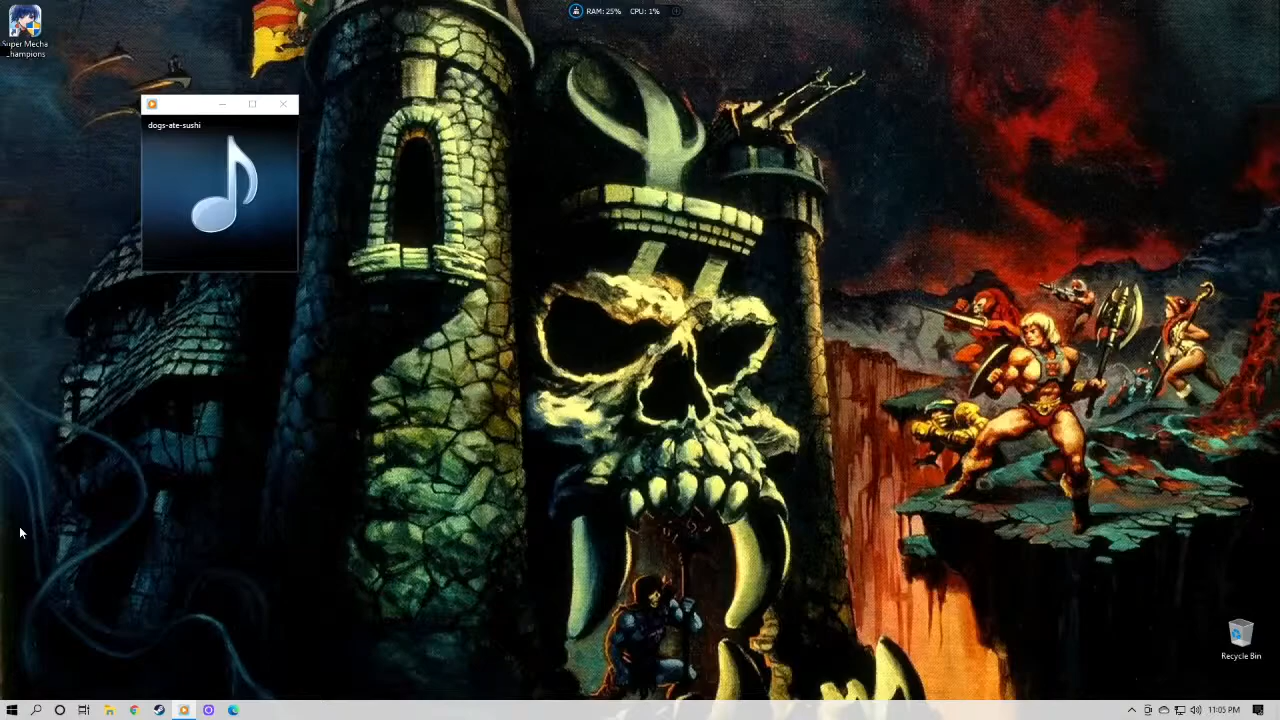 RAM: 25% CPU: 1%
Super Mecha
Champions
dogs-ate-sushi
Recycle Bin
11:05 PM